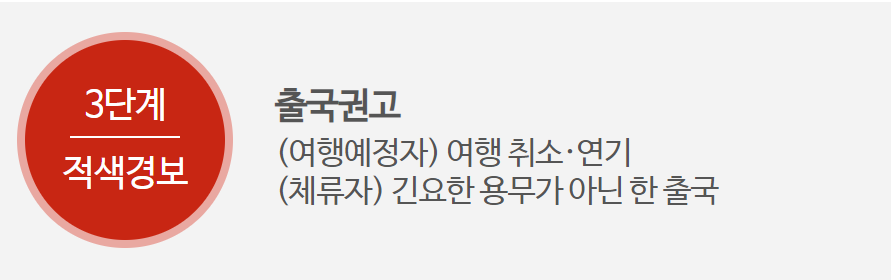 3단계
적색경보
출국권고
(여행예정자) 여행 취소·연기
(체류자) 긴요한 용무가 아닌 한 출국